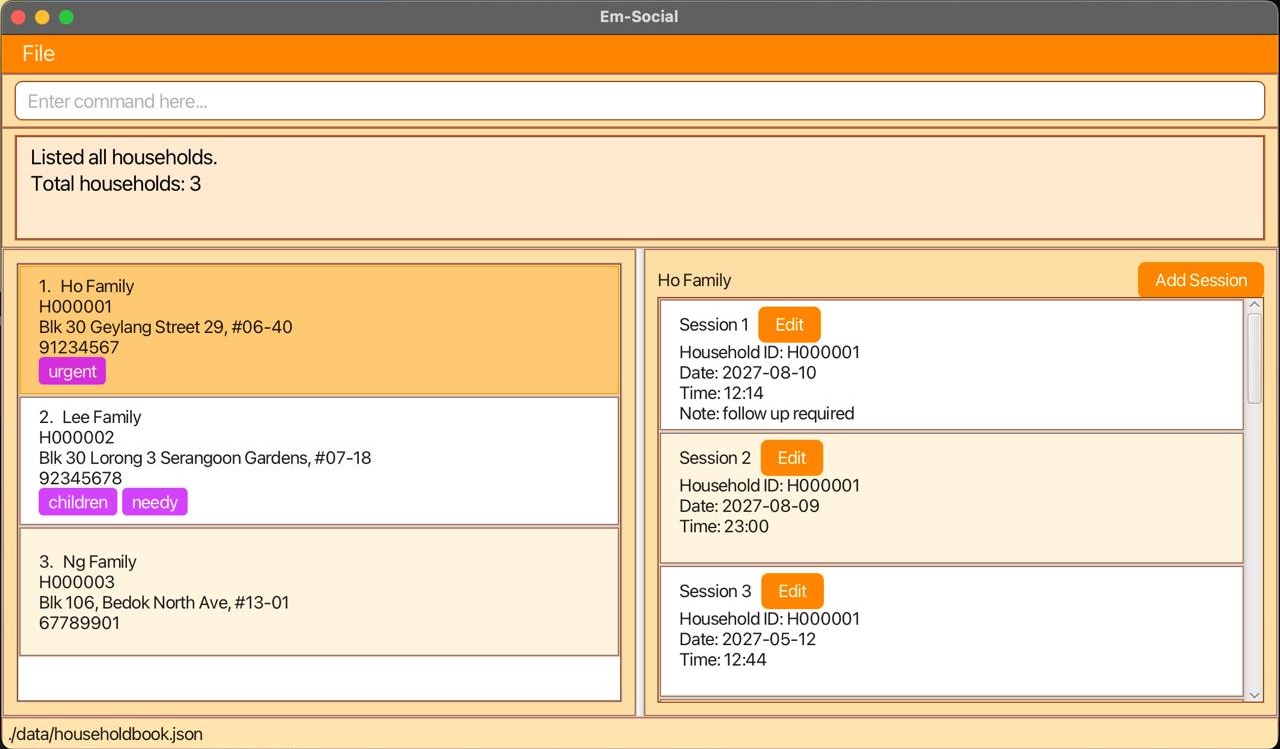 Em-Social
File
Enter command here...
Listed all households.
Total households: 3
1. Ho Family
H000001
Blk 30 Geylang Street 29, #06-40
91234567
urgent
2. Lee Family
H000002
Blk 30 Lorong 3 Serangoon Gardens, #07-18
92345678
children needy
3. Ng Family
H000003
Blk 106, Bedok North Ave, #13-01
67789901
Ho Family Add Session
Session 1 Edit
Household ID: H000001
Date: 2027-08-10
Time: 12:14
Note: follow up required
Session 2 Edit
Household ID: H000001
Date: 2027-08-09
Time: 23:00
Session 3 Edit
Household ID: H000001
Date: 2027-05-12
Time: 12:44
./data/householdbook.json